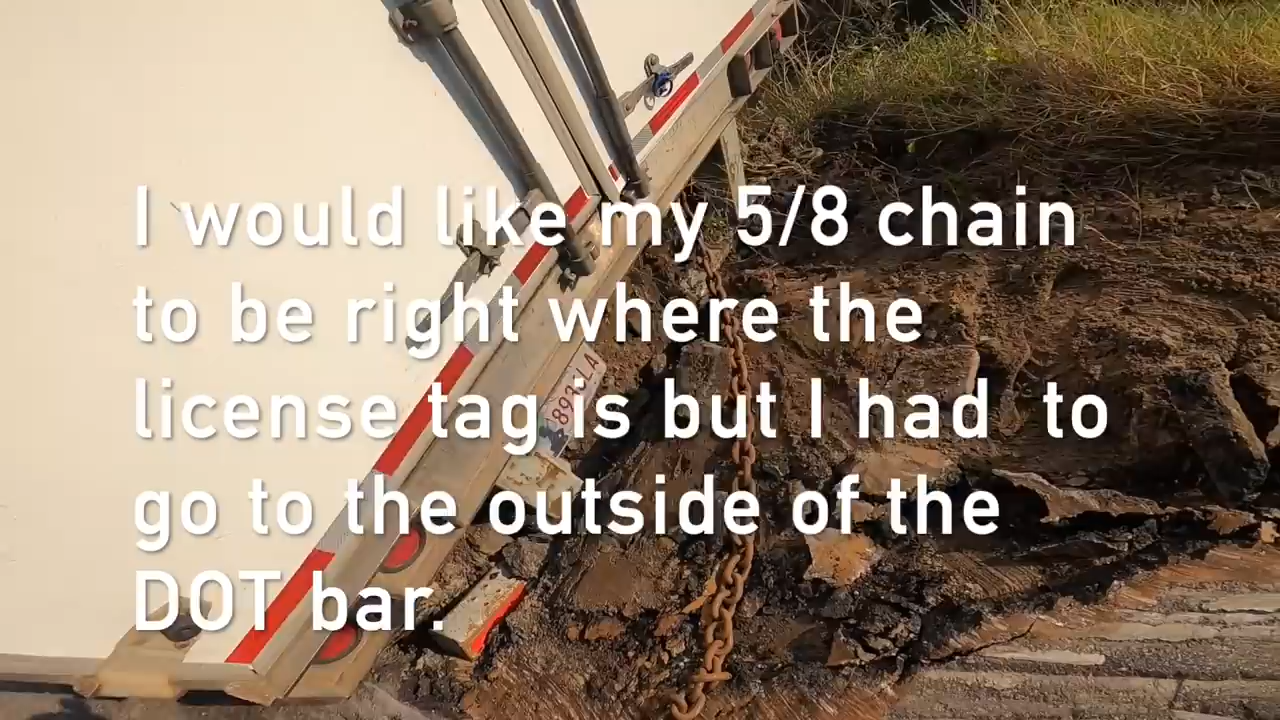 I would like my 5/8 chain
to be right where the
license tag is but I had  to
go to the outside of the
DOT bar.